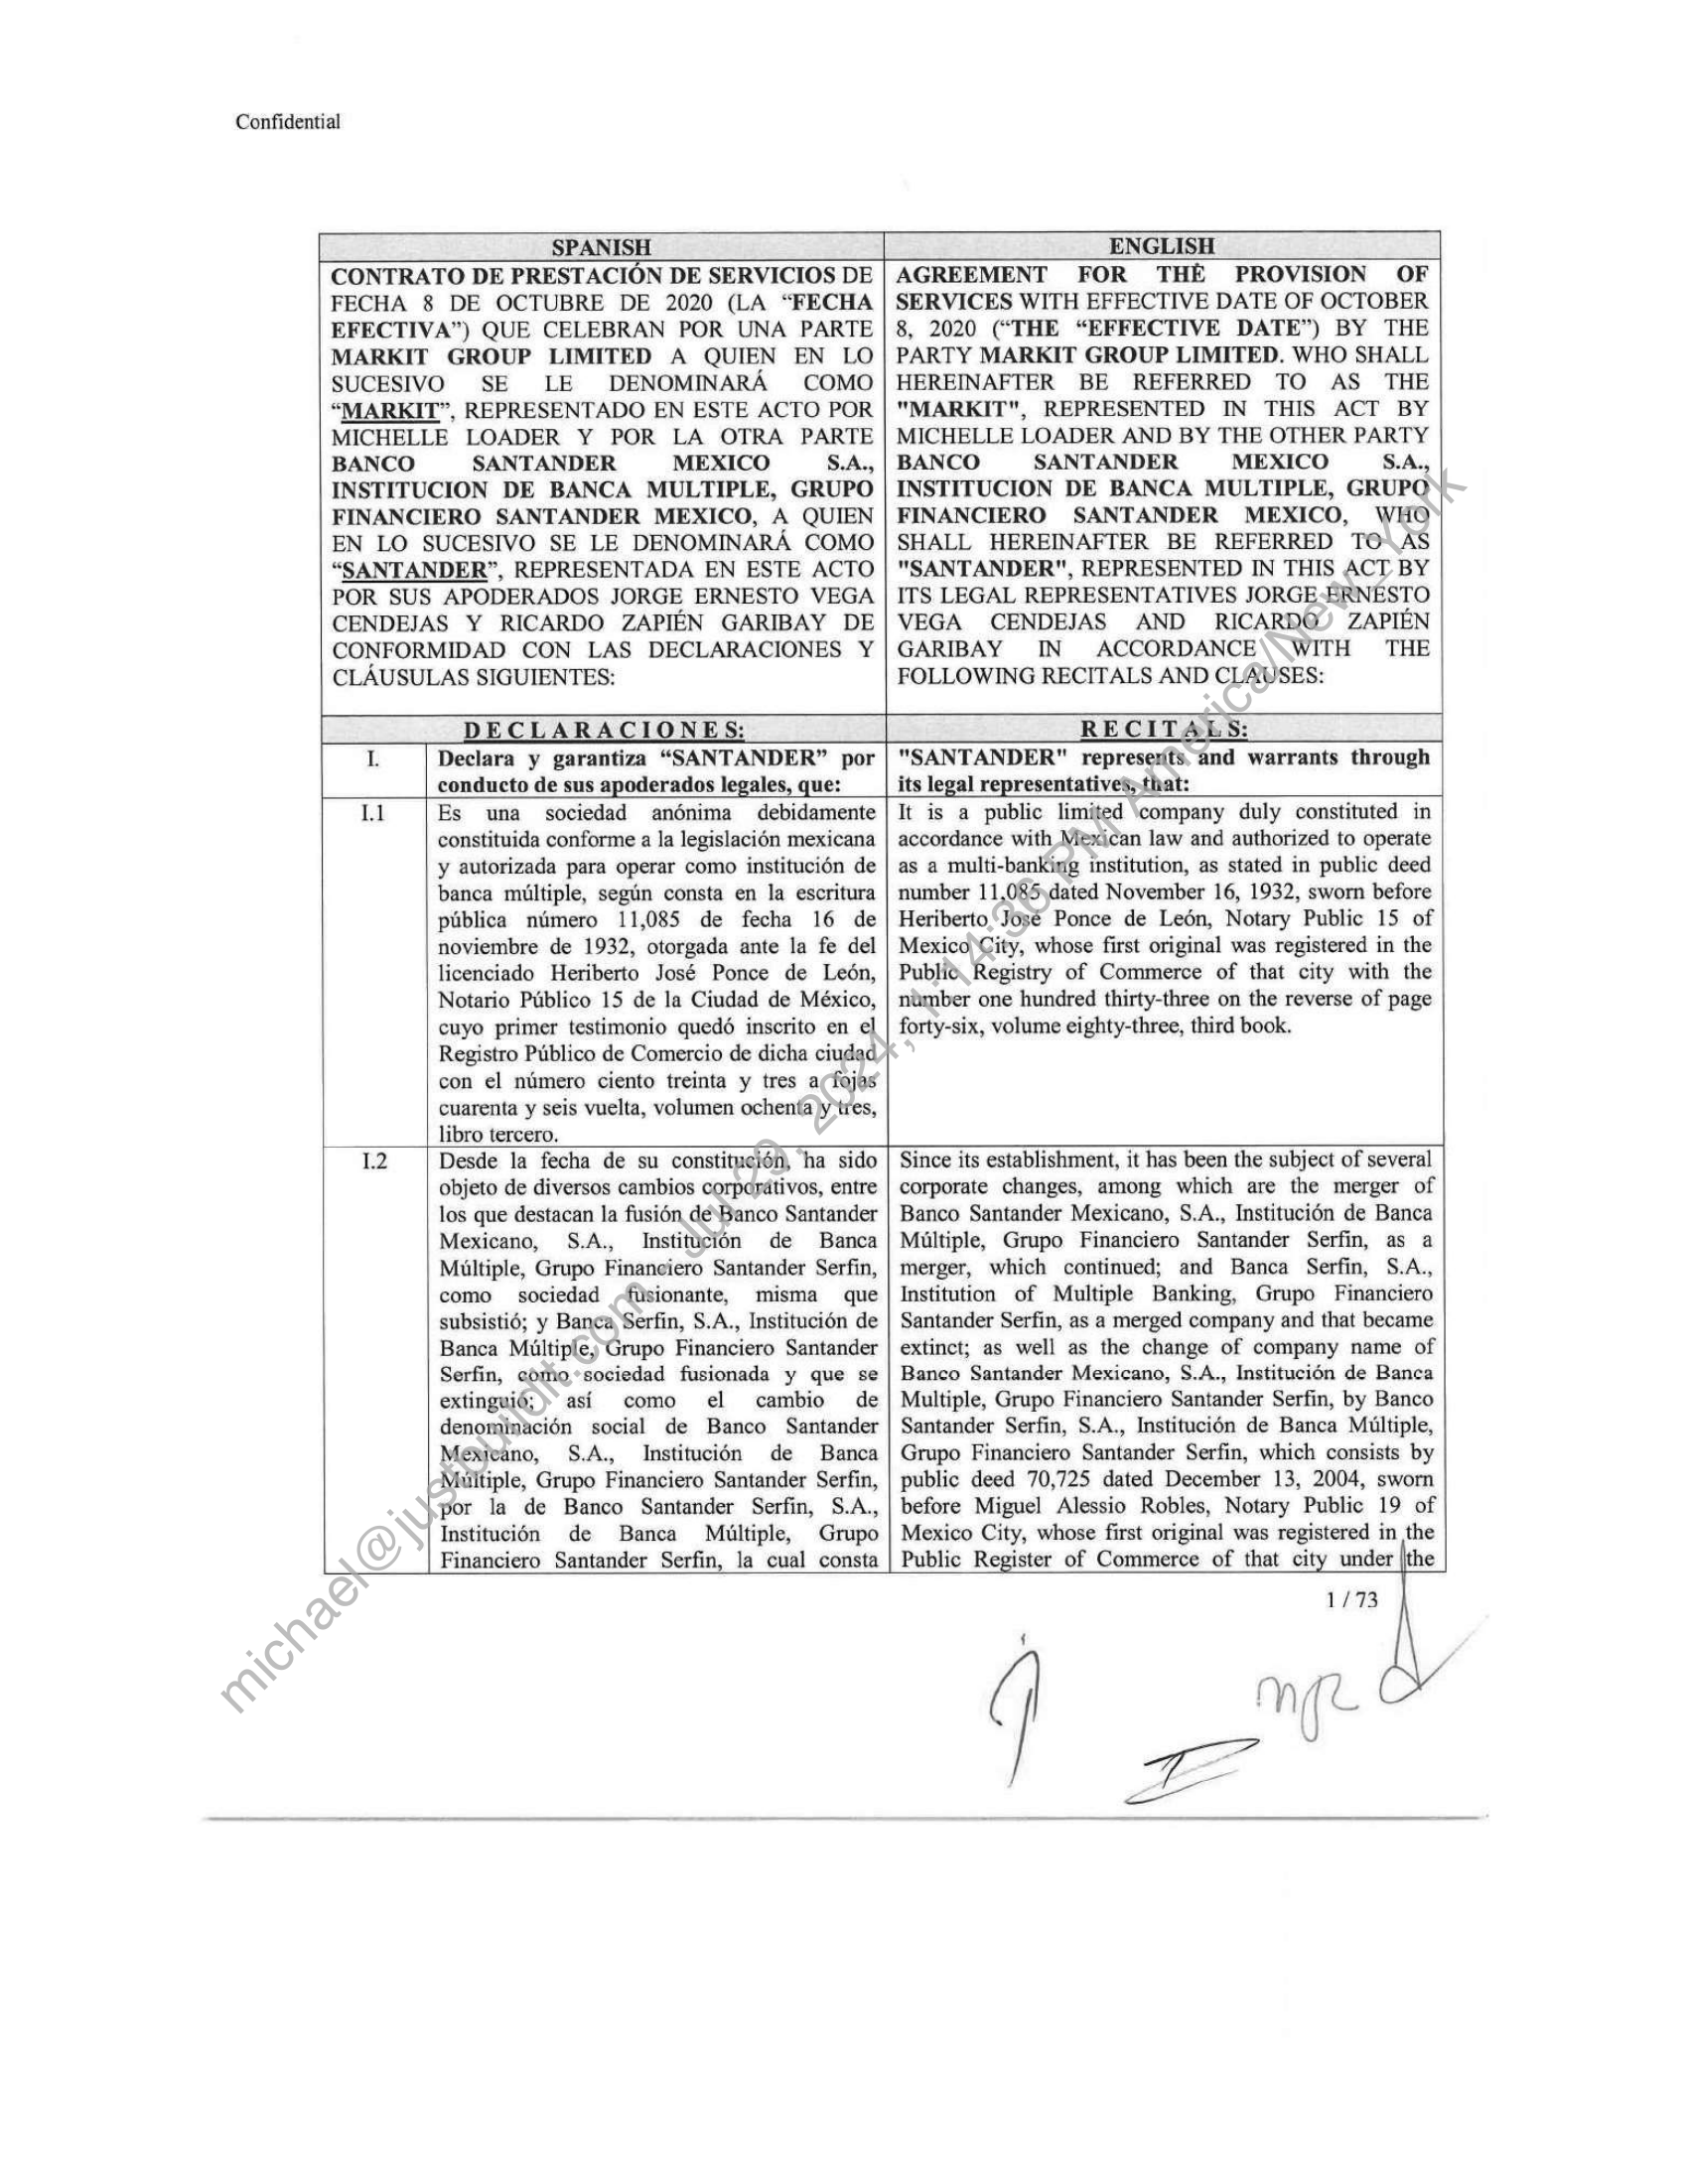 Confidential
SPANISH
CONTRATO DE PRESTACIÓN DE SERVICIOS DE
FECHA 8 DE OCTUBRE DE 2020 (LA “FECHA
EFECTIVA”) QUE CELEBRAN POR UNA PARTE
MARKIT GROUP LIMITED A QUIEN EN LO
SUCESIVO SE LE DENOMINARÁ COMO
“MARKIT”, REPRESENTADO EN ESTE ACTO POR
MICHELLE LOADER Y POR LA OTRA PARTE
BANCO SANTANDER MEXICO S.A.,
INSTITUCION DE BANCA MULTIPLE, GRUPO
FINANCIERO SANTANDER MEXICO, A QUIEN
EN LO SUCESIVO SE LE DENOMINARÁ COMO
“SANTANDER”, REPRESENTADA EN ESTE ACTO
POR SUS APODERADOS JORGE ERNESTO VEGA
CENDEJAS Y RICARDO ZAPIÉN GARIBAY DE
CONFORMIDAD CON LAS DECLARACIONES Y
CLÁUSULAS SIGUIENTES:
ENGLISH
AGREEMENT FOR THE PROVISION OF
SERVICES WITH EFFECTIVE DATE OF OCTOBER
8, 2020 (“THE “EFFECTIVE DATE”) BY THE
PARTY MARKIT GROUP LIMITED. WHO SHALL
HEREINAFTER BE REFERRED TO AS THE
"MARKIT", REPRESENTED IN THIS ACT BY
MICHELLE LOADER AND BY THE OTHER PARTY
BANCO SANTANDER MEXICO S.A.,
INSTITUCION DE BANCA MULTIPLE, GRUPO
FINANCIERO SANTANDER MEXICO, WHO
SHALL HEREINAFTER BE REFERRED TO AS
"SANTANDER", REPRESENTED IN THIS ACT BY
ITS LEGAL REPRESENTATIVES JORGE ERNESTO
VEGA CENDEJAS AND RICARDO ZAPIÉN
GARIBAY IN ACCORDANCE WITH THE
FOLLOWING RECITALS AND CLAUSES:
DECLARACIONES:
RECITALS:
I.
Declara y garantiza “SANTANDER” por
conducto de sus apoderados legales, que:
"SANTANDER" represents and warrants through
its legal representatives, that:
I.1
Es una sociedad anónima debidamente
constituida conforme a la legislación mexicana
y autorizada para operar como institución de
banca múltiple, según consta en la escritura
pública número 11,085 de fecha 16 de
noviembre de 1932, otorgada ante la fe del
licenciado Heriberto José Ponce de León,
Notario Público 15 de la Ciudad de México,
cuyo primer testimonio quedó inscrito en el
Registro Público de Comercio de dicha ciudad
con el número ciento treinta y tres a fojas
cuarenta y seis vuelta, volumen ochenta y tres,
libro tercero.
It is a public limited company duly constituted in
accordance with Mexican law and authorized to operate
as a multi-banking institution, as stated in public deed
number 11,085 dated November 16, 1932, sworn before
Heriberto José Ponce de León, Notary Public 15 of
Mexico City, whose first original was registered in the
Public Registry of Commerce of that city with the
number one hundred thirty-three on the reverse of page
forty-six, volume eighty-three, third book.
I.2
Desde la fecha de su constitución, ha sido
objeto de diversos cambios corporativos, entre
los que destacan la fusión de Banco Santander
Mexicano, S.A., Institución de Banca
Múltiple, Grupo Financiero Santander Serfin,
como sociedad fusionante, misma que
subsistió; y Banca Serfin, S.A., Institución de
Banca Múltiple, Grupo Financiero Santander
Serfin, como sociedad fusionada y que se
extinguió; así como el cambio de
denominación social de Banco Santander
Mexicano, S.A., Institución de Banca
Múltiple, Grupo Financiero Santander Serfin,
por la de Banco Santander Serfin, S.A.,
Institución de Banca Múltiple, Grupo
Financiero Santander Serfin, la cual consta
Since its establishment, it has been the subject of several
corporate changes, among which are the merger of
Banco Santander Mexicano, S.A., Institución de Banca
Múltiple, Grupo Financiero Santander Serfin, as a
merger, which continued; and Banca Serfin, S.A.,
Institution of Multiple Banking, Grupo Financiero
Santander Serfin, as a merged company and that became
extinct; as well as the change of company name of
Banco Santander Mexicano, S.A., Institución de Banca
Multiple, Grupo Financiero Santander Serfin, by Banco
Santander Serfin, S.A., Institución de Banca Múltiple,
Grupo Financiero Santander Serfin, which consists by
public deed 70,725 dated December 13, 2004, sworn
before Miguel Alessio Robles, Notary Public 19 of
Mexico City, whose first original was registered in the
Public Register of Commerce of that city under the
1 / 73
michael@justbuildit.com - Jul 29, 2024, 1:14:36 PM America/New_York